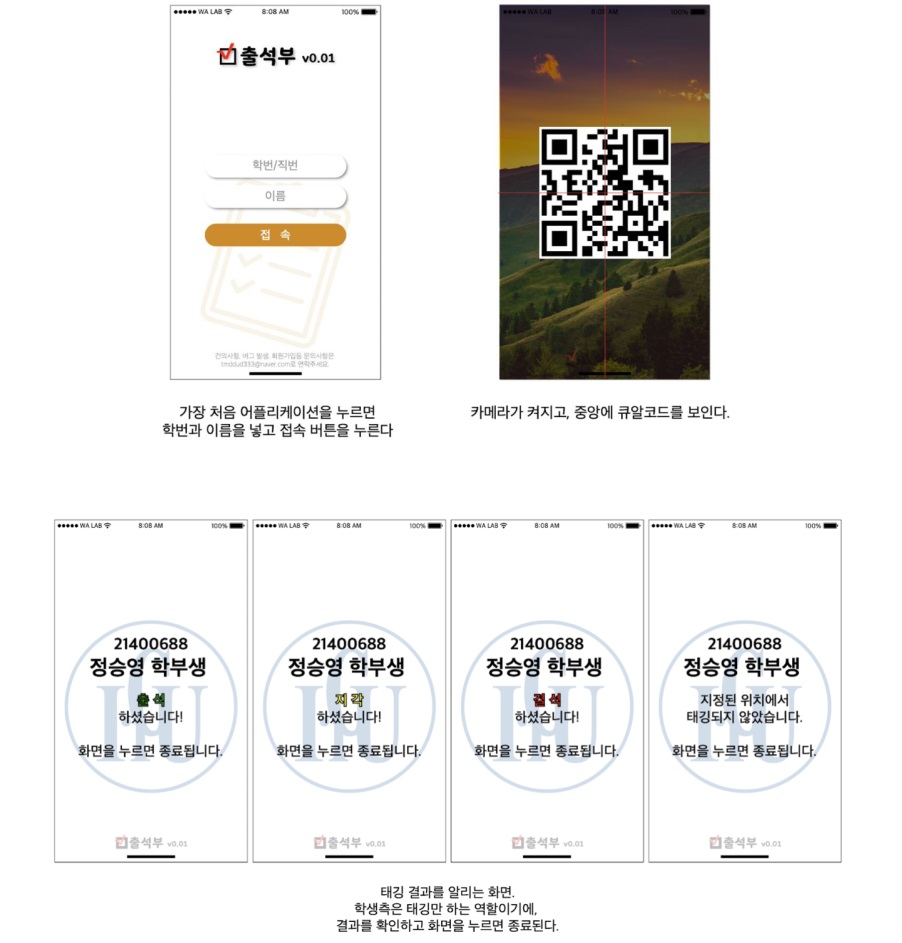 WA LAB 8:08 AM 100%
출석부 v0.01
학번/직번
이름
접 속
건의사항, 버그 발생, 회원가입등 문의사항은
tmddud333@naver.com로 연락주세요.
가장 처음 어플리케이션을 누르면
학번과 이름을 넣고 접속 버튼을 누른다
WA LAB 8:08 AM 100%
카메라가 켜지고, 중앙에 큐알코드를 보인다.
WA LAB 8:08 AM 100%
21400688
정승영 학부생
출 석
하셨습니다!
화면을 누르면 종료됩니다.
출석부 v0.01
WA LAB 8:08 AM 100%
21400688
정승영 학부생
지 각
하셨습니다!
화면을 누르면 종료됩니다.
출석부 v0.01
WA LAB 8:08 AM 100%
21400688
정승영 학부생
결 석
하셨습니다!
화면을 누르면 종료됩니다.
출석부 v0.01
WA LAB 8:08 AM 100%
21400688
정승영 학부생
지정된 위치에서
태깅되지 않았습니다.
화면을 누르면 종료됩니다.
출석부 v0.01
태깅 결과를 알리는 화면.
학생측은 태깅만 하는 역할이기에,
결과를 확인하고 화면을 누르면 종료된다.